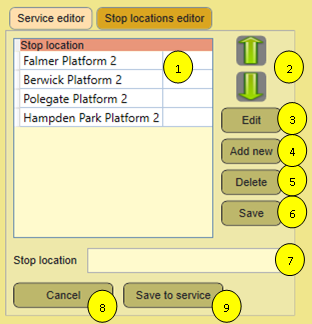 Service editor Stop locations editor
Stop location
Falmer Platform 2
1
2
Berwick Platform 2
Polegate Platform 2
Hampden Park Platform 2
Edit 3
Add new 4
Delete 5
Save 6
Stop location 7
Cancel 8 Save to service 9